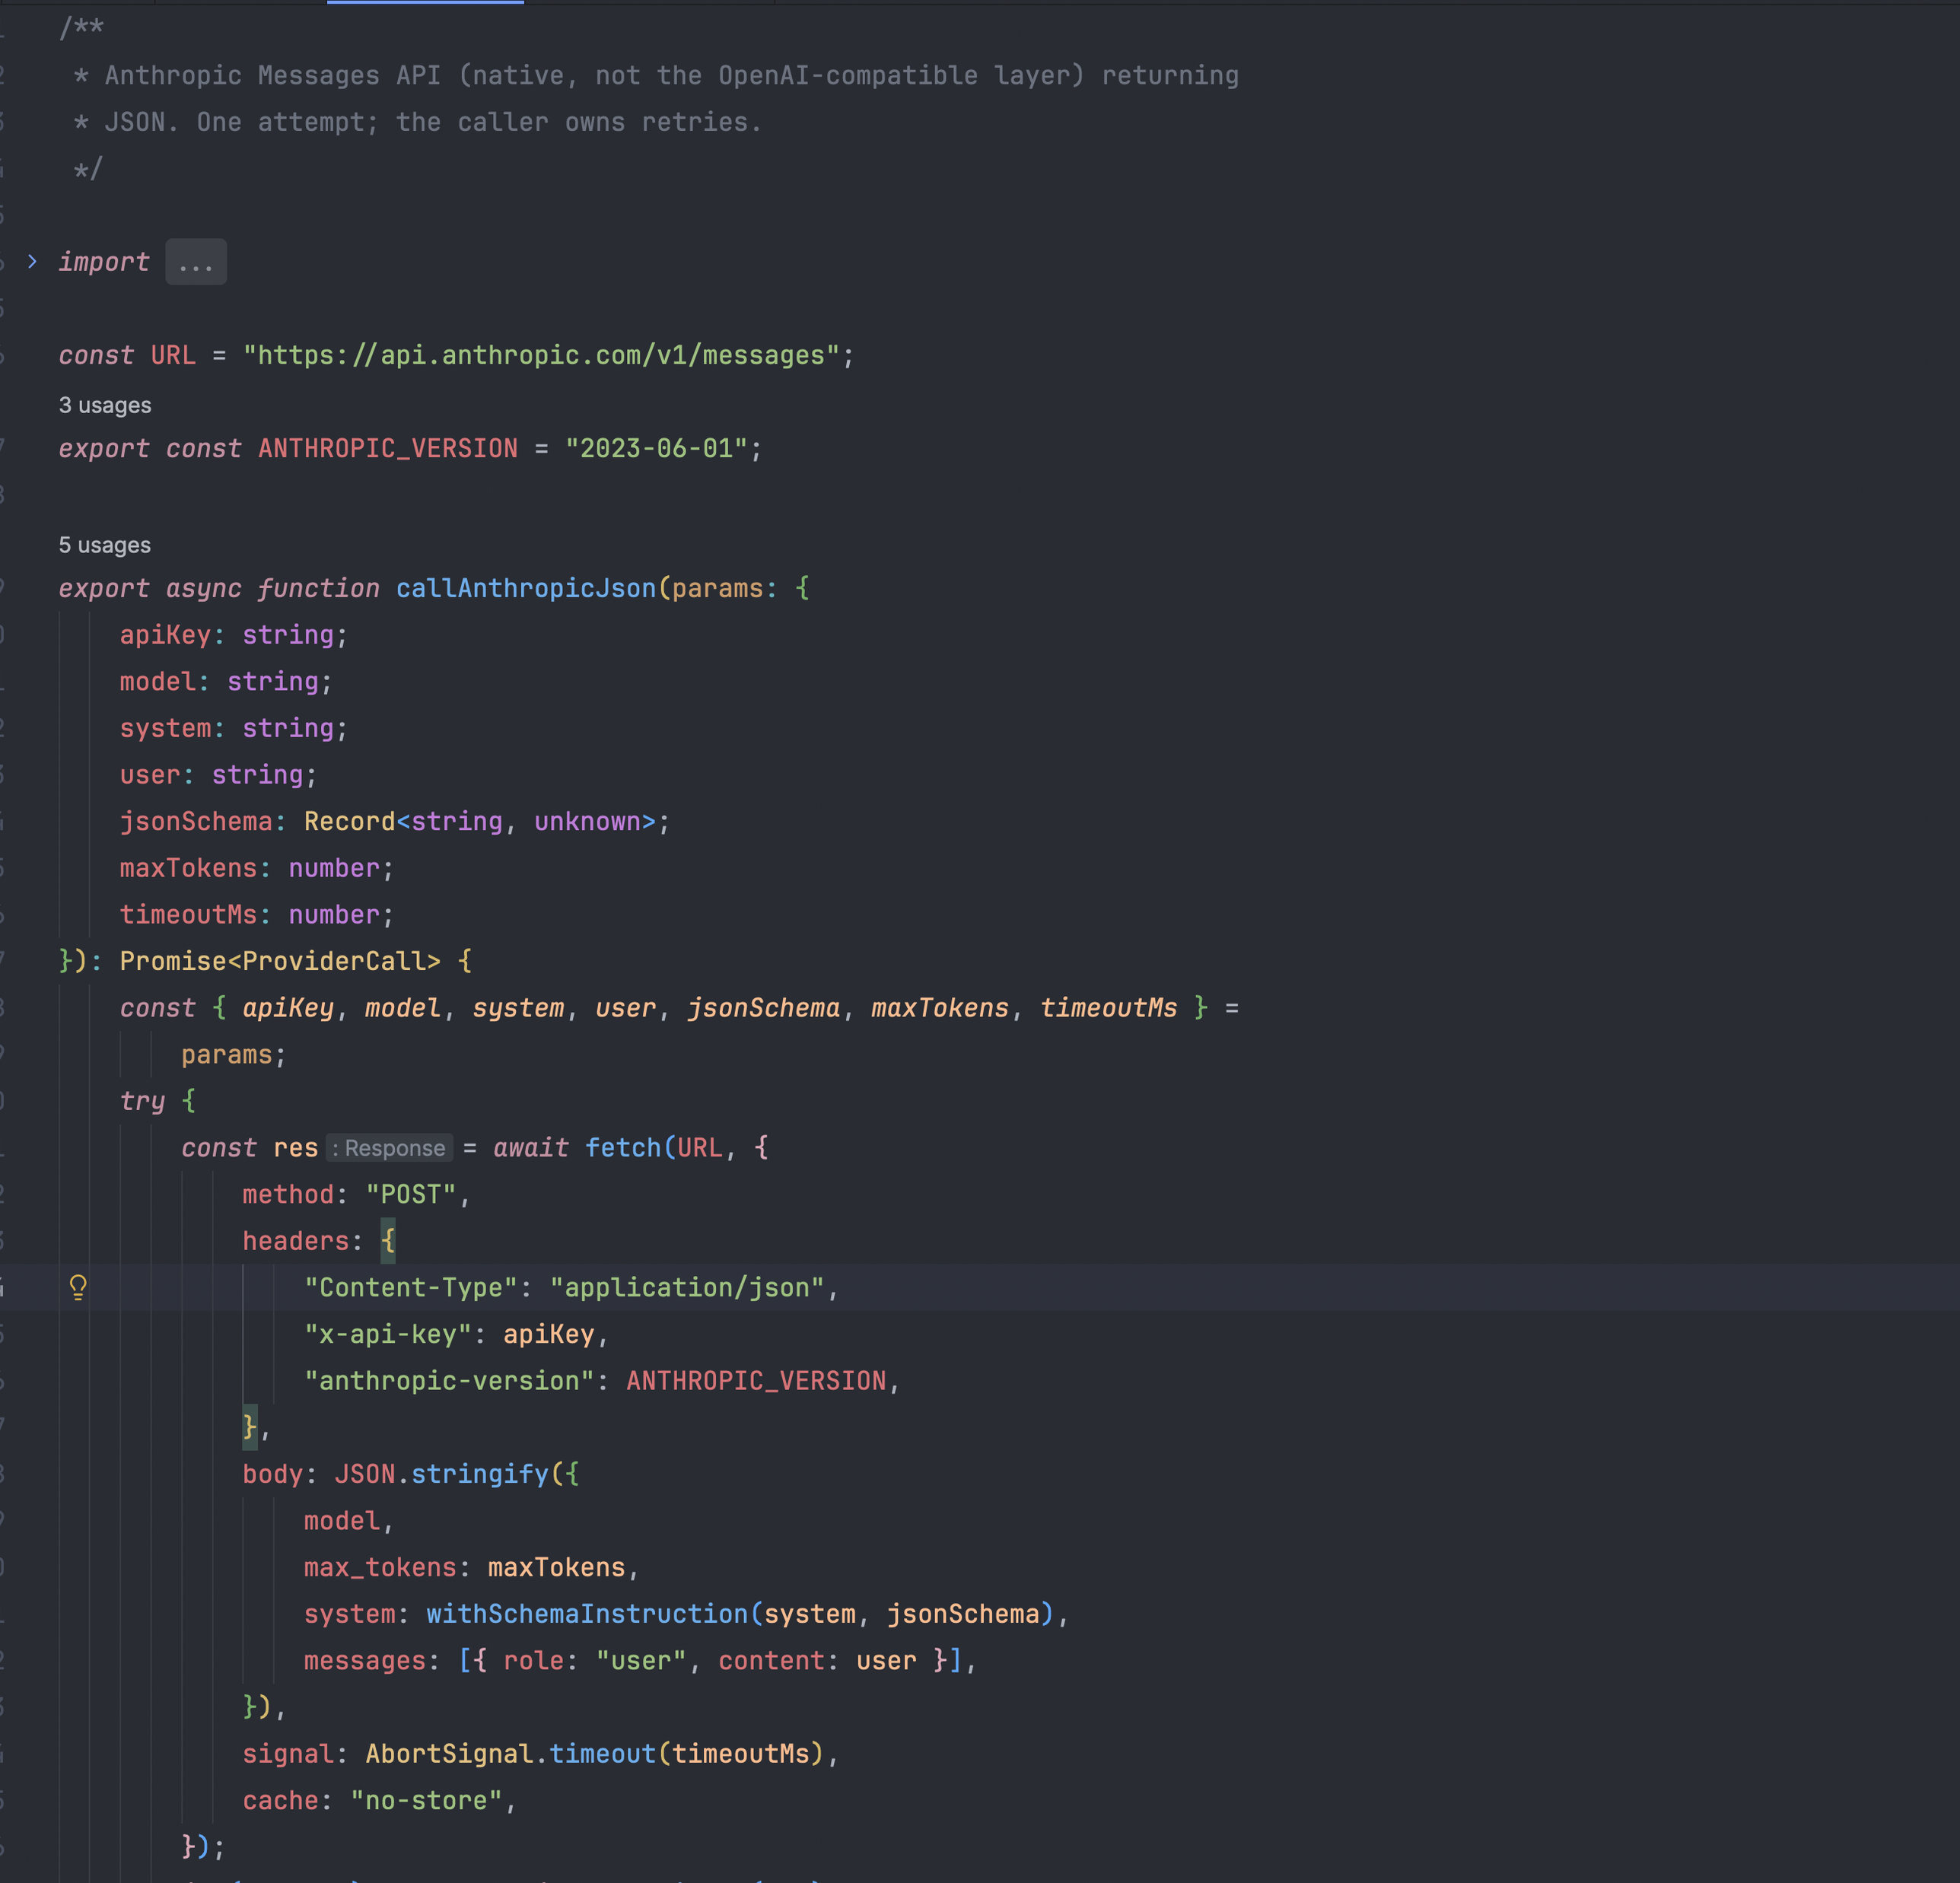 /**
 * Anthropic Messages API (native, not the OpenAI-compatible layer) returning
 * JSON. One attempt; the caller owns retries.
 */
import ...
const URL = "https://api.anthropic.com/v1/messages";
3 usages
export const ANTHROPIC_VERSION = "2023-06-01";
5 usages
export async function callAnthropicJson(params: {
    apiKey: string;
    model: string;
    system: string;
    user: string;
    jsonSchema: Record<string, unknown>;
    maxTokens: number;
    timeoutMs: number;
}): Promise<ProviderCall> {
    const { apiKey, model, system, user, jsonSchema, maxTokens, timeoutMs } =
        params;
    try {
        const res : Response = await fetch(URL, {
            method: "POST",
            headers: {
                "Content-Type": "application/json",
                "x-api-key": apiKey,
                "anthropic-version": ANTHROPIC_VERSION,
            },
            body: JSON.stringify({
                model,
                max_tokens: maxTokens,
                system: withSchemaInstruction(system, jsonSchema),
                messages: [{ role: "user", content: user }],
            }),
            signal: AbortSignal.timeout(timeoutMs),
            cache: "no-store",
        });